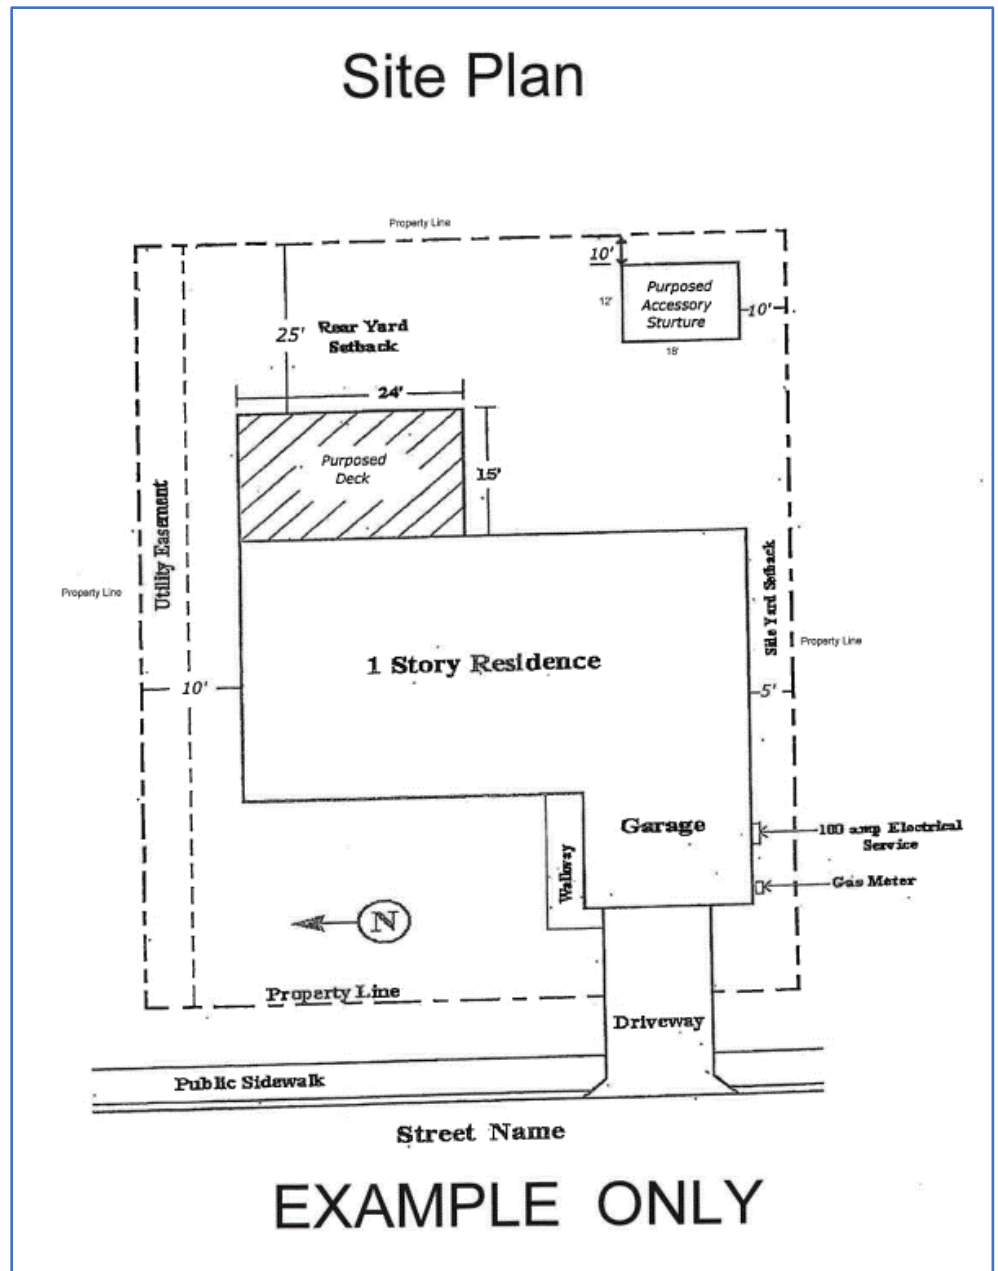 Site Plan
Property Line
10'
Purposed
Accessory
Sturture
12'
10'
18'
25'
Rear Yard
Setback
24'
Purposed
Deck
15'
Utility Easement
Property Line
Side Yard Setback
Property Line
1 Story Residence
10'
5'
Garage
100 amp Electrical
Service
Walkway
Gas Meter
N
Property Line
Driveway
Public Sidewalk
Street Name
EXAMPLE ONLY